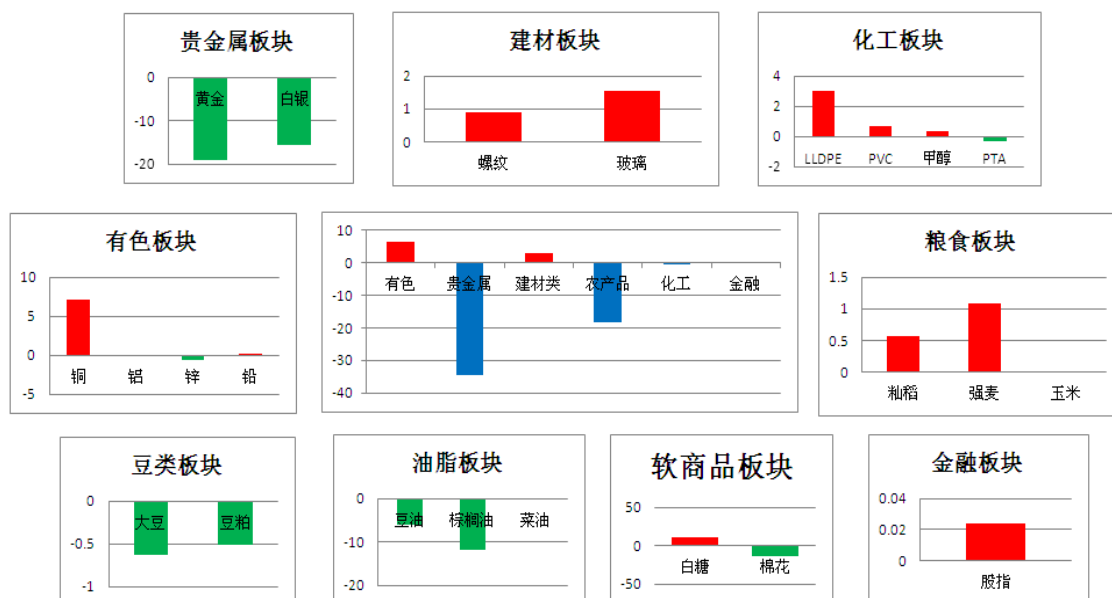 贵金属板块
0
-10
-20
黄金 白银
建材板块
2
1
0
螺纹 玻璃
化工板块
4
2
0
-2
LLDPE PVC 甲醇 PTA
有色板块
10
5
0
-5
铜 铝 锌 铅
10
0
-10
-20
-30
-40
有色 贵金属 建材类 农产品 化工 金融
粮食板块
1.5
1
0.5
0
籼稻 强麦 玉米
豆类板块
0
-0.5
-1
大豆 豆粕
油脂板块
0
-10
-20
豆油 棕榈油 菜油
软商品板块
50
0
-50
白糖 棉花
金融板块
0.04
0.02
0
股指